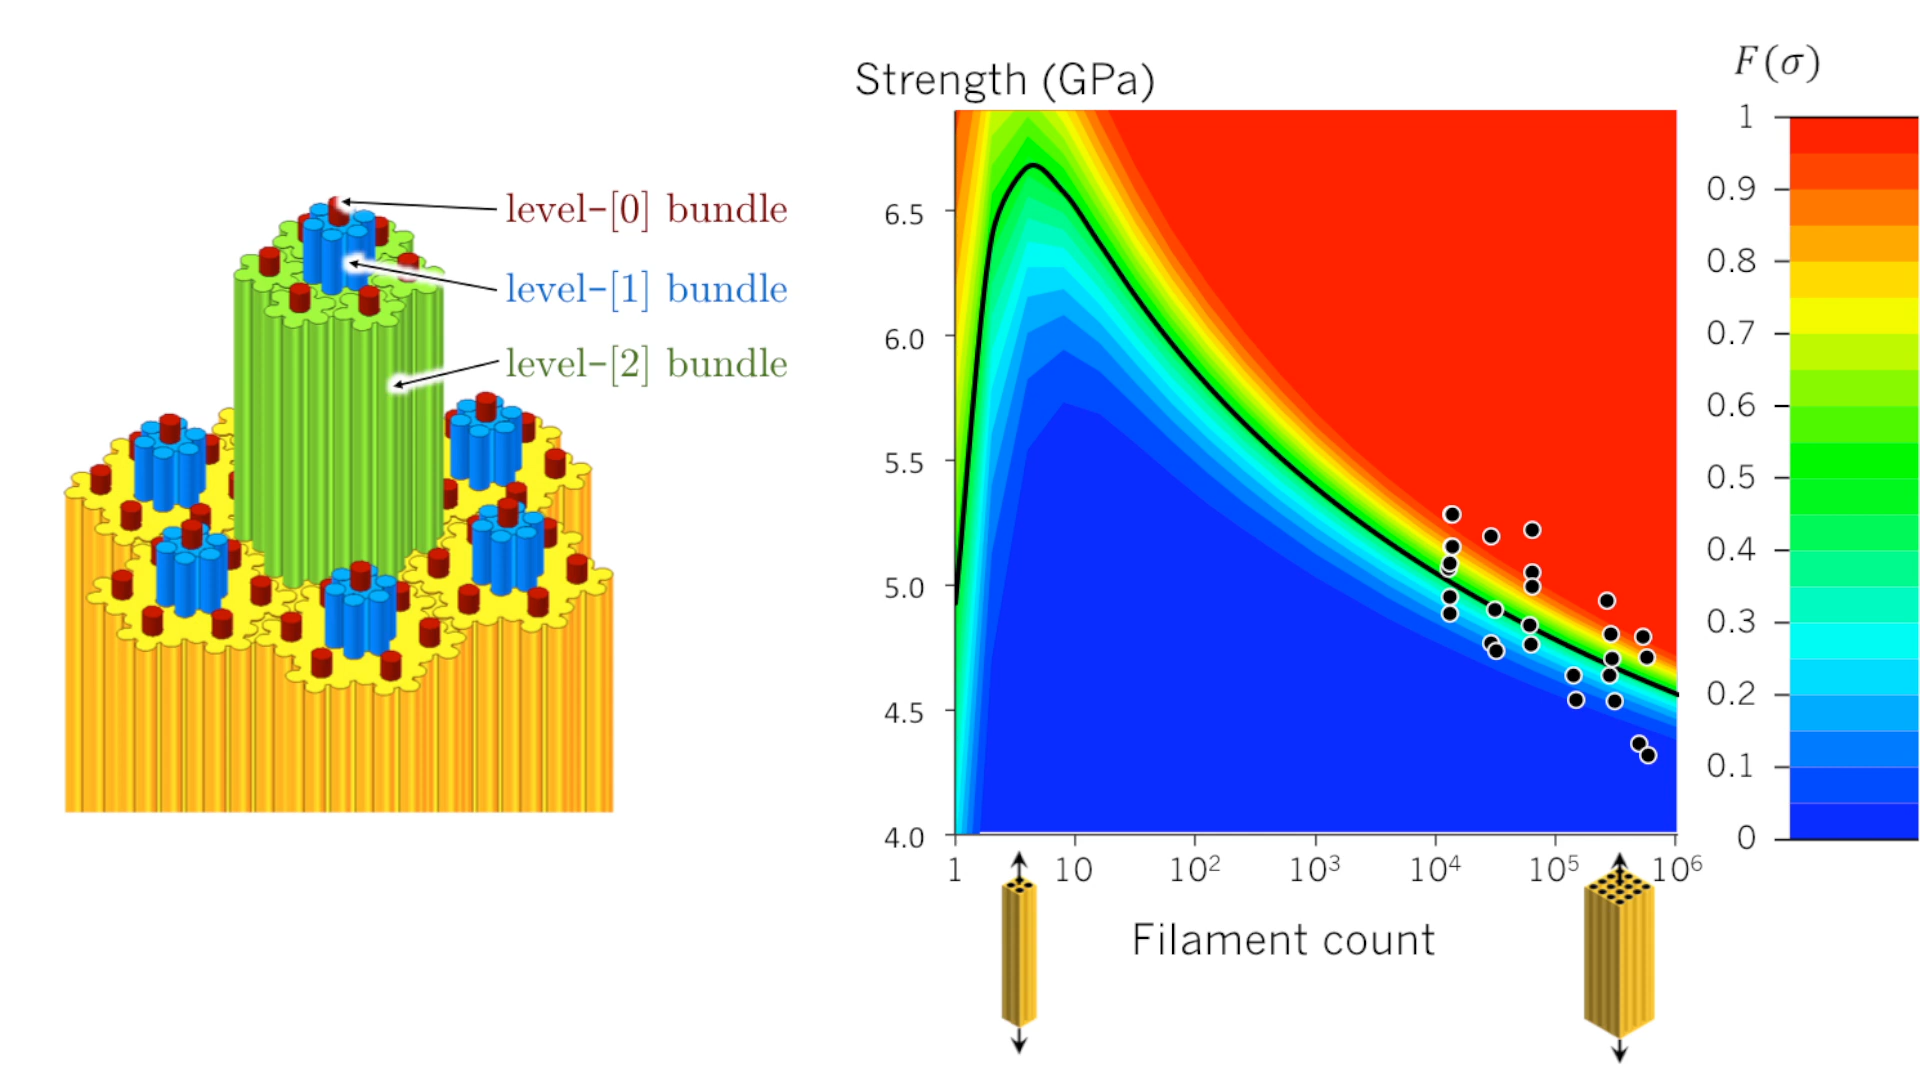 level-[0] bundle
level-[1] bundle
level-[2] bundle
Strength (GPa)
6.5
6.0
5.5
5.0
4.5
4.0
1 10 10² 10³ 10⁴ 10⁵ 10⁶
Filament count
F(σ)
1
0.9
0.8
0.7
0.6
0.5
0.4
0.3
0.2
0.1
0